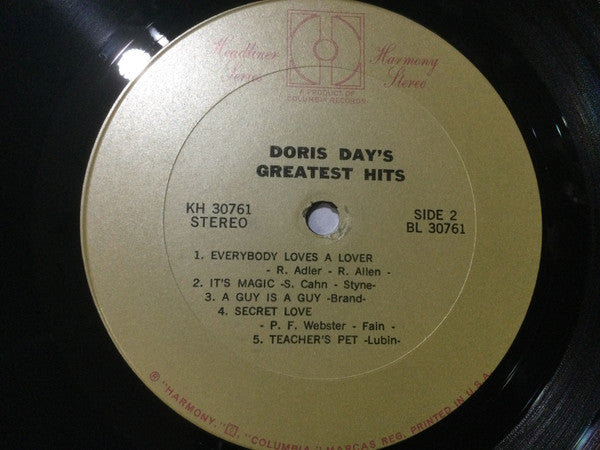 Headliner Series
Harmony Stereo
A PRODUCT OF
COLUMBIA RECORDS
DORIS DAY'S
GREATEST HITS
KH 30761
STEREO
SIDE 2
BL 30761
1. EVERYBODY LOVES A LOVER
- R. Adler - R. Allen -
2. IT'S MAGIC -S. Cahn - Styne-
3. A GUY IS A GUY -Brand-
4. SECRET LOVE
- P. F. Webster - Fain -
5. TEACHER'S PET -Lubin-
® "HARMONY," "COLUMBIA," MARCAS REG. PRINTED IN U.S.A.